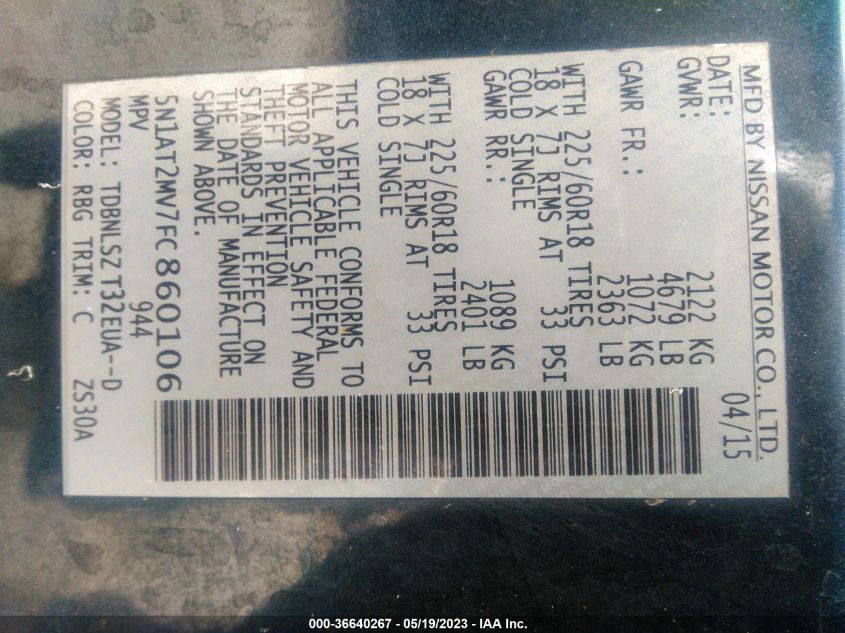 MFD BY NISSAN MOTOR CO., LTD.
DATE: 04/15
GVWR: 2122 KG
4679 LB
GAWR FR.: 1072 KG
2363 LB
WITH 225/60R18 TIRES
18 X 7J RIMS AT 33 PSI
COLD SINGLE
GAWR RR.: 1089 KG
2401 LB
WITH 225/60R18 TIRES
18 X 7J RIMS AT 33 PSI
COLD SINGLE
THIS VEHICLE CONFORMS TO
ALL APPLICABLE FEDERAL
MOTOR VEHICLE SAFETY AND
THEFT PREVENTION
STANDARDS IN EFFECT ON
THE DATE OF MANUFACTURE
SHOWN ABOVE.
5N1AT2MV7FC860106
MPV 944
MODEL: TDBNLSZ T32EUA--D
COLOR: RBG TRIM: C ZS30A
000-36640267 - 05/19/2023 - IAA Inc.